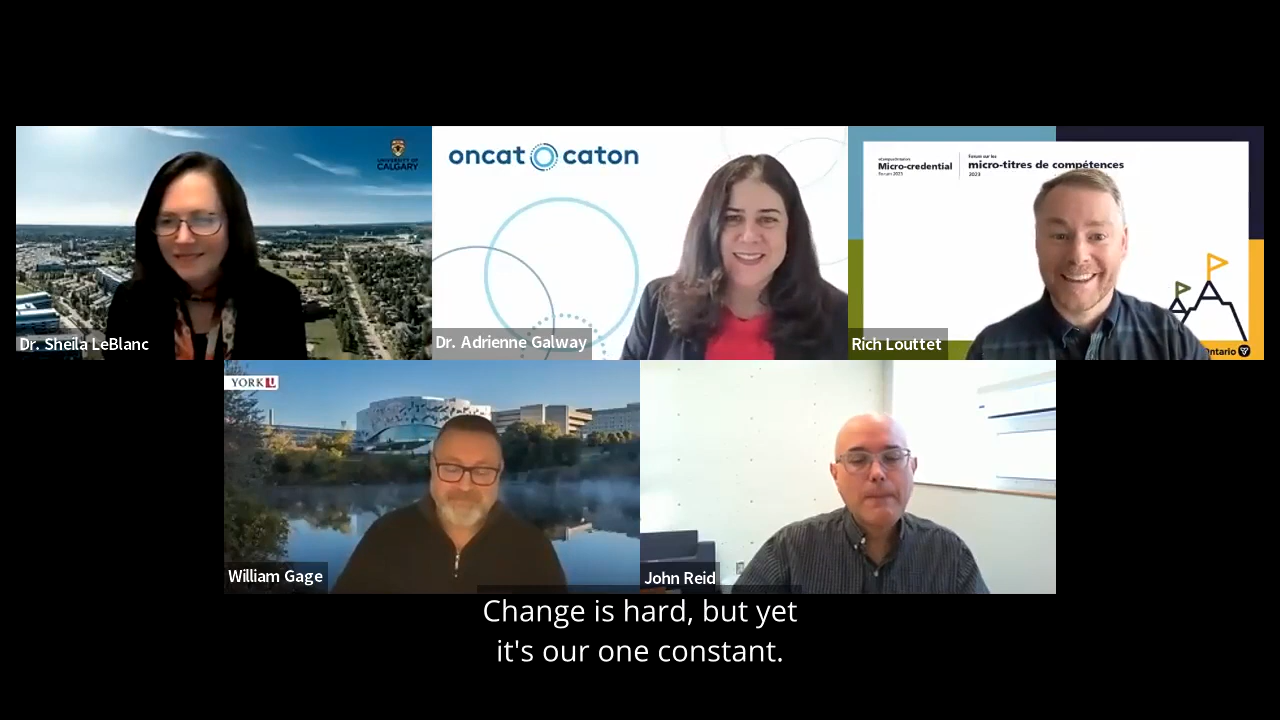 UNIVERSITY OF
CALGARY
Dr. Sheila LeBlanc
oncat caton
Dr. Adrienne Galway
Micro-credential
Forum sur les
micro-titres de compétences
2023
Rich Louttet
Ontario
YORK U
William Gage
John Reid
Change is hard, but yet
it's our one constant.